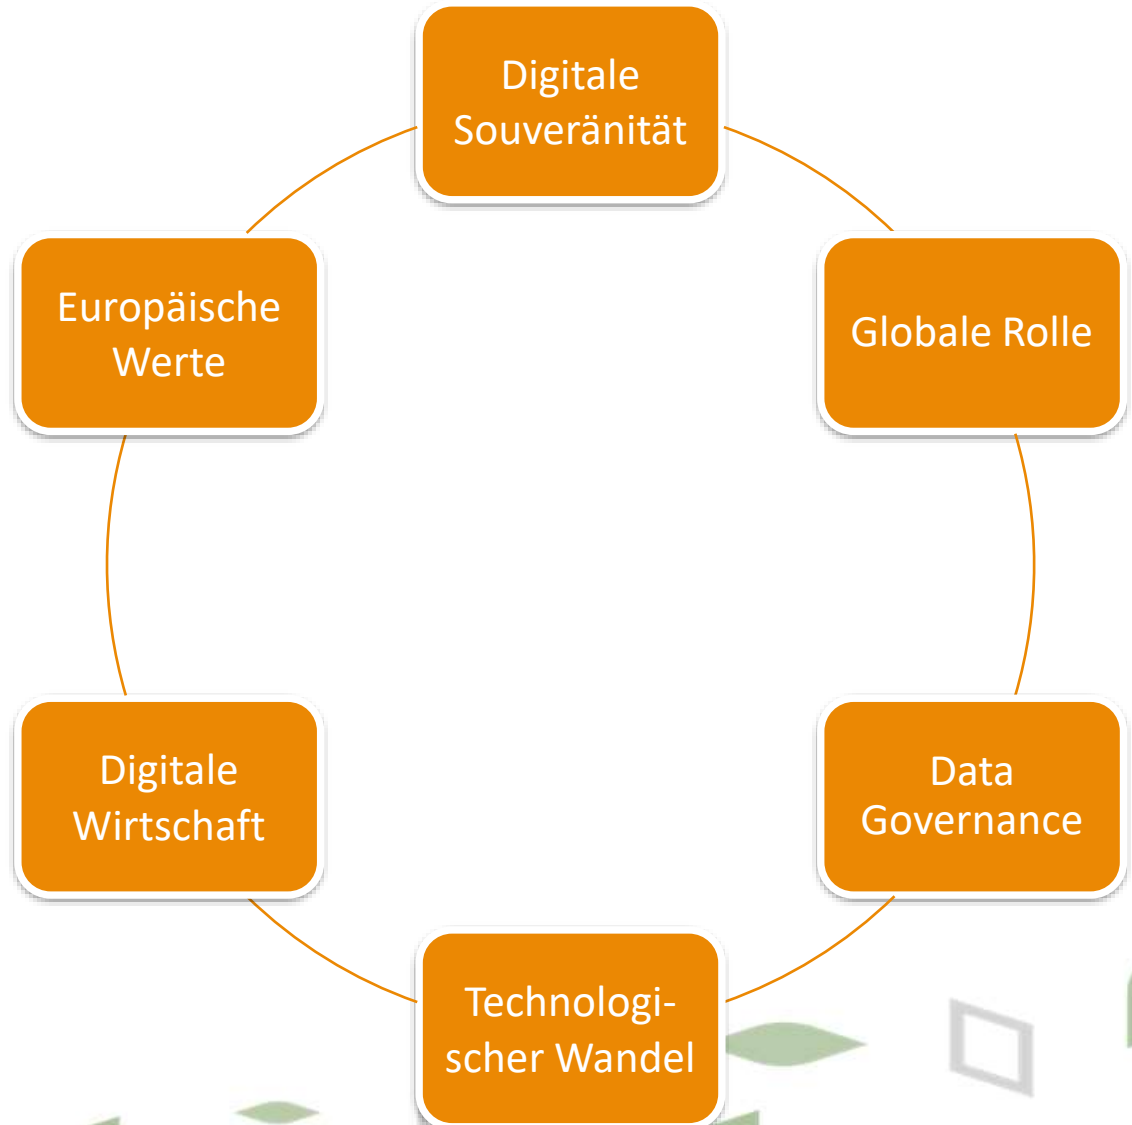 Digitale
Souveränität
Europäische
Werte
Globale Rolle
Digitale
Wirtschaft
Data
Governance
Technologi-
scher Wandel